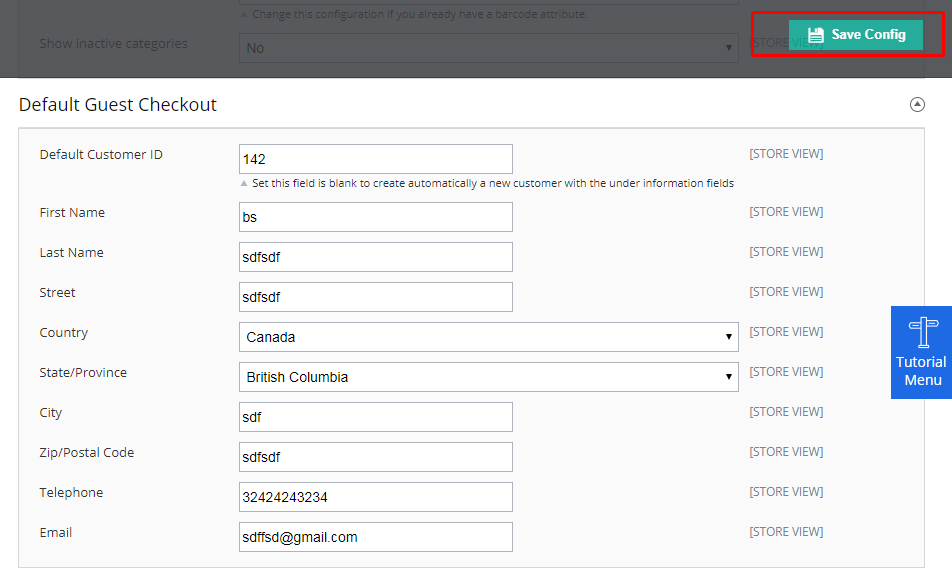 Change this configuration if you already have a barcode attribute.
Show inactive categories No [STORE VIEW] Save Config
Default Guest Checkout
Default Customer ID 142 [STORE VIEW]
Set this field is blank to create automatically a new customer with the under information fields
First Name bs [STORE VIEW]
Last Name sdfsdf [STORE VIEW]
Street sdfsdf [STORE VIEW]
Country Canada [STORE VIEW]
State/Province British Columbia [STORE VIEW]
Tutorial
Menu
City sdf [STORE VIEW]
Zip/Postal Code sdfsdf [STORE VIEW]
Telephone 32424243234 [STORE VIEW]
Email sdffsd@gmail.com [STORE VIEW]